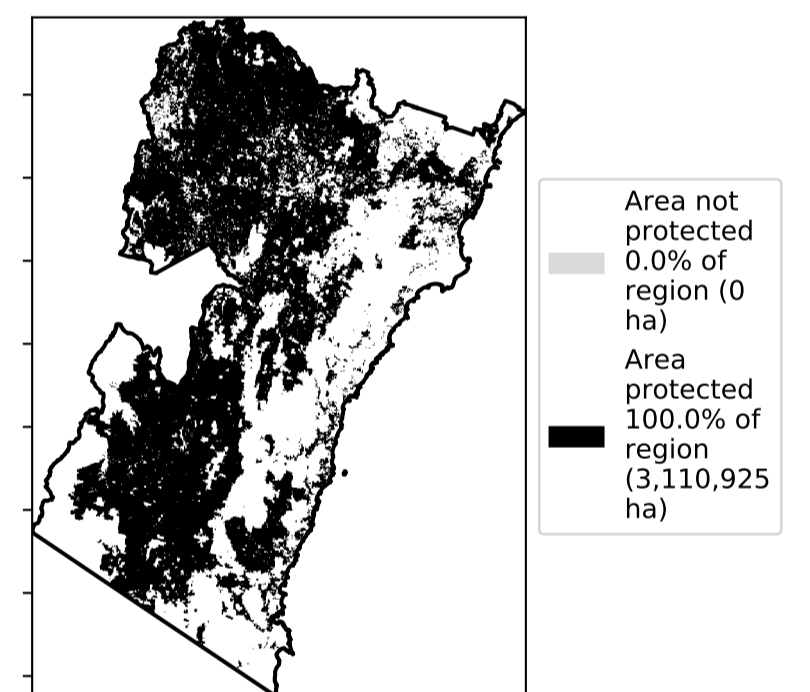 Area not
protected
0.0% of
region (0
ha)
Area
protected
100.0% of
region
(3,110,925
ha)